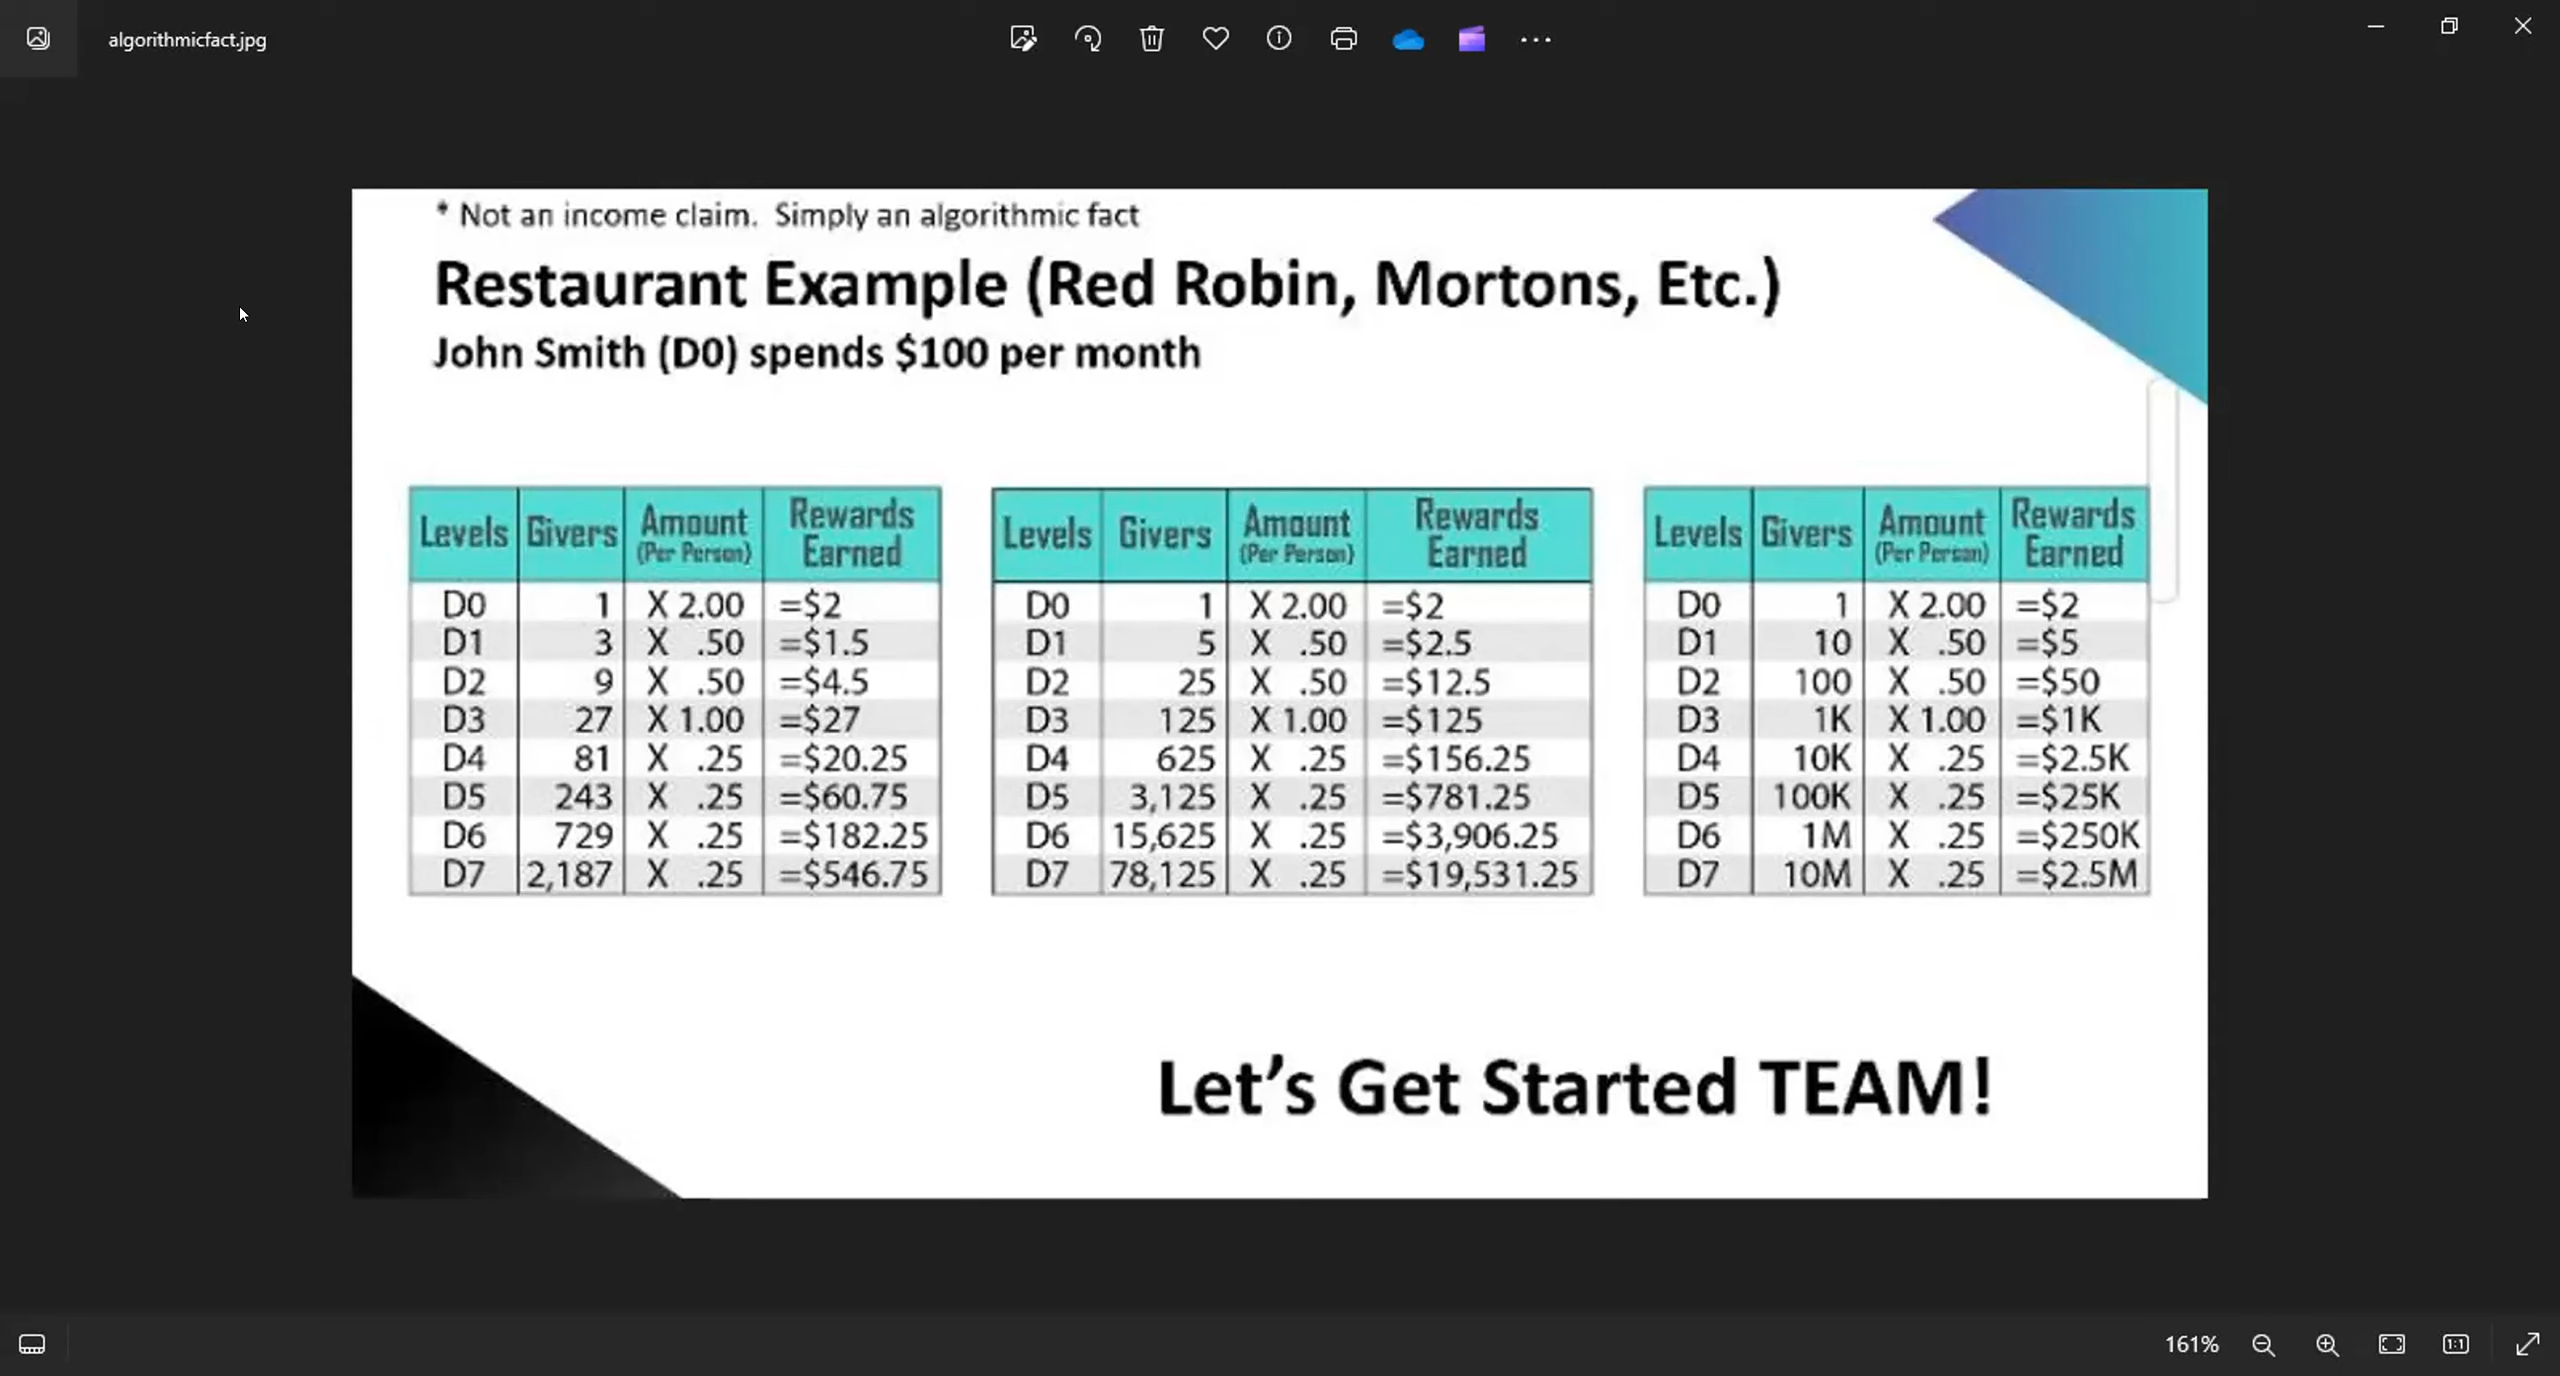 algorithmicfact.jpg
* Not an income claim. Simply an algorithmic fact
Restaurant Example (Red Robin, Mortons, Etc.)
John Smith (D0) spends $100 per month
Levels Givers Amount (Per Person) Rewards Earned
D0 1 X 2.00 =$2
D1 3 X .50 =$1.5
D2 9 X .50 =$4.5
D3 27 X 1.00 =$27
D4 81 X .25 =$20.25
D5 243 X .25 =$60.75
D6 729 X .25 =$182.25
D7 2,187 X .25 =$546.75
Levels Givers Amount (Per Person) Rewards Earned
D0 1 X 2.00 =$2
D1 5 X .50 =$2.5
D2 25 X .50 =$12.5
D3 125 X 1.00 =$125
D4 625 X .25 =$156.25
D5 3,125 X .25 =$781.25
D6 15,625 X .25 =$3,906.25
D7 78,125 X .25 =$19,531.25
Levels Givers Amount (Per Person) Rewards Earned
D0 1 X 2.00 =$2
D1 10 X .50 =$5
D2 100 X .50 =$50
D3 1K X 1.00 =$1K
D4 10K X .25 =$2.5K
D5 100K X .25 =$25K
D6 1M X .25 =$250K
D7 10M X .25 =$2.5M
Let's Get Started TEAM!
161%
1:1